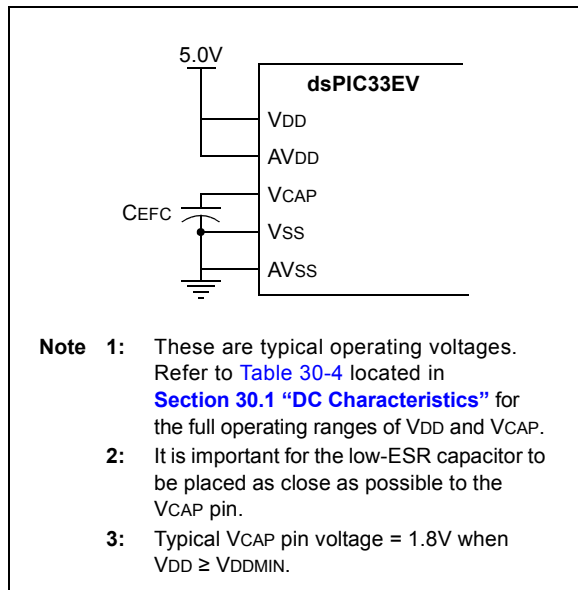 5.0V
dsPIC33EV
VDD
AVDD
VCAP
CEFC
VSS
AVSS
Note 1: These are typical operating voltages.
Refer to Table 30-4 located in
Section 30.1 “DC Characteristics” for
the full operating ranges of VDD and VCAP.
2: It is important for the low-ESR capacitor to
be placed as close as possible to the
VCAP pin.
3: Typical VCAP pin voltage = 1.8V when
VDD ≥ VDDMIN.